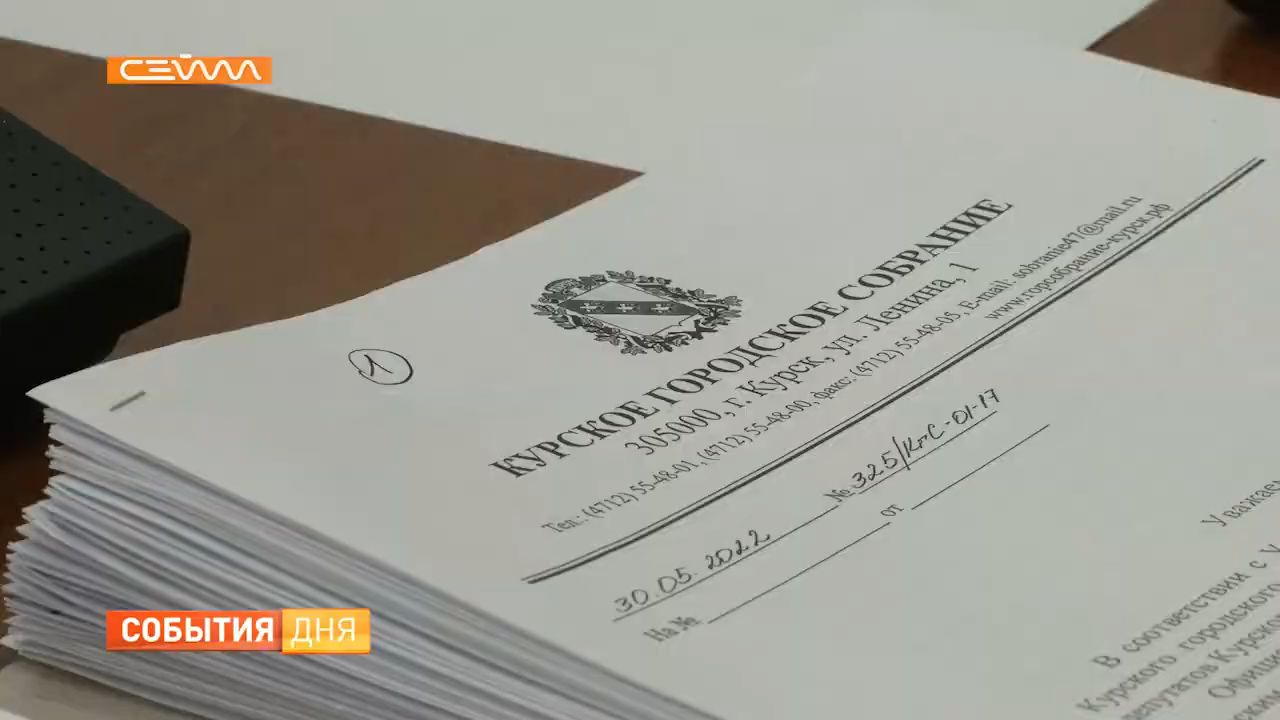 СЕЙМ
1
КУРСКОЕ ГОРОДСКОЕ СОБРАНИЕ
305000, г. Курск, ул. Ленина, 1
Тел.: (4712) 55-48-01, (4712) 55-48-00, факс: (4712) 55-48-05, E-mail: sobranie47@mail.ru
www.горсобрание-курск.рф
30.05.2022 № 325/КгС-01-17
На № от
В соответствии с
Курского городского
СОБЫТИЯ ДНЯ